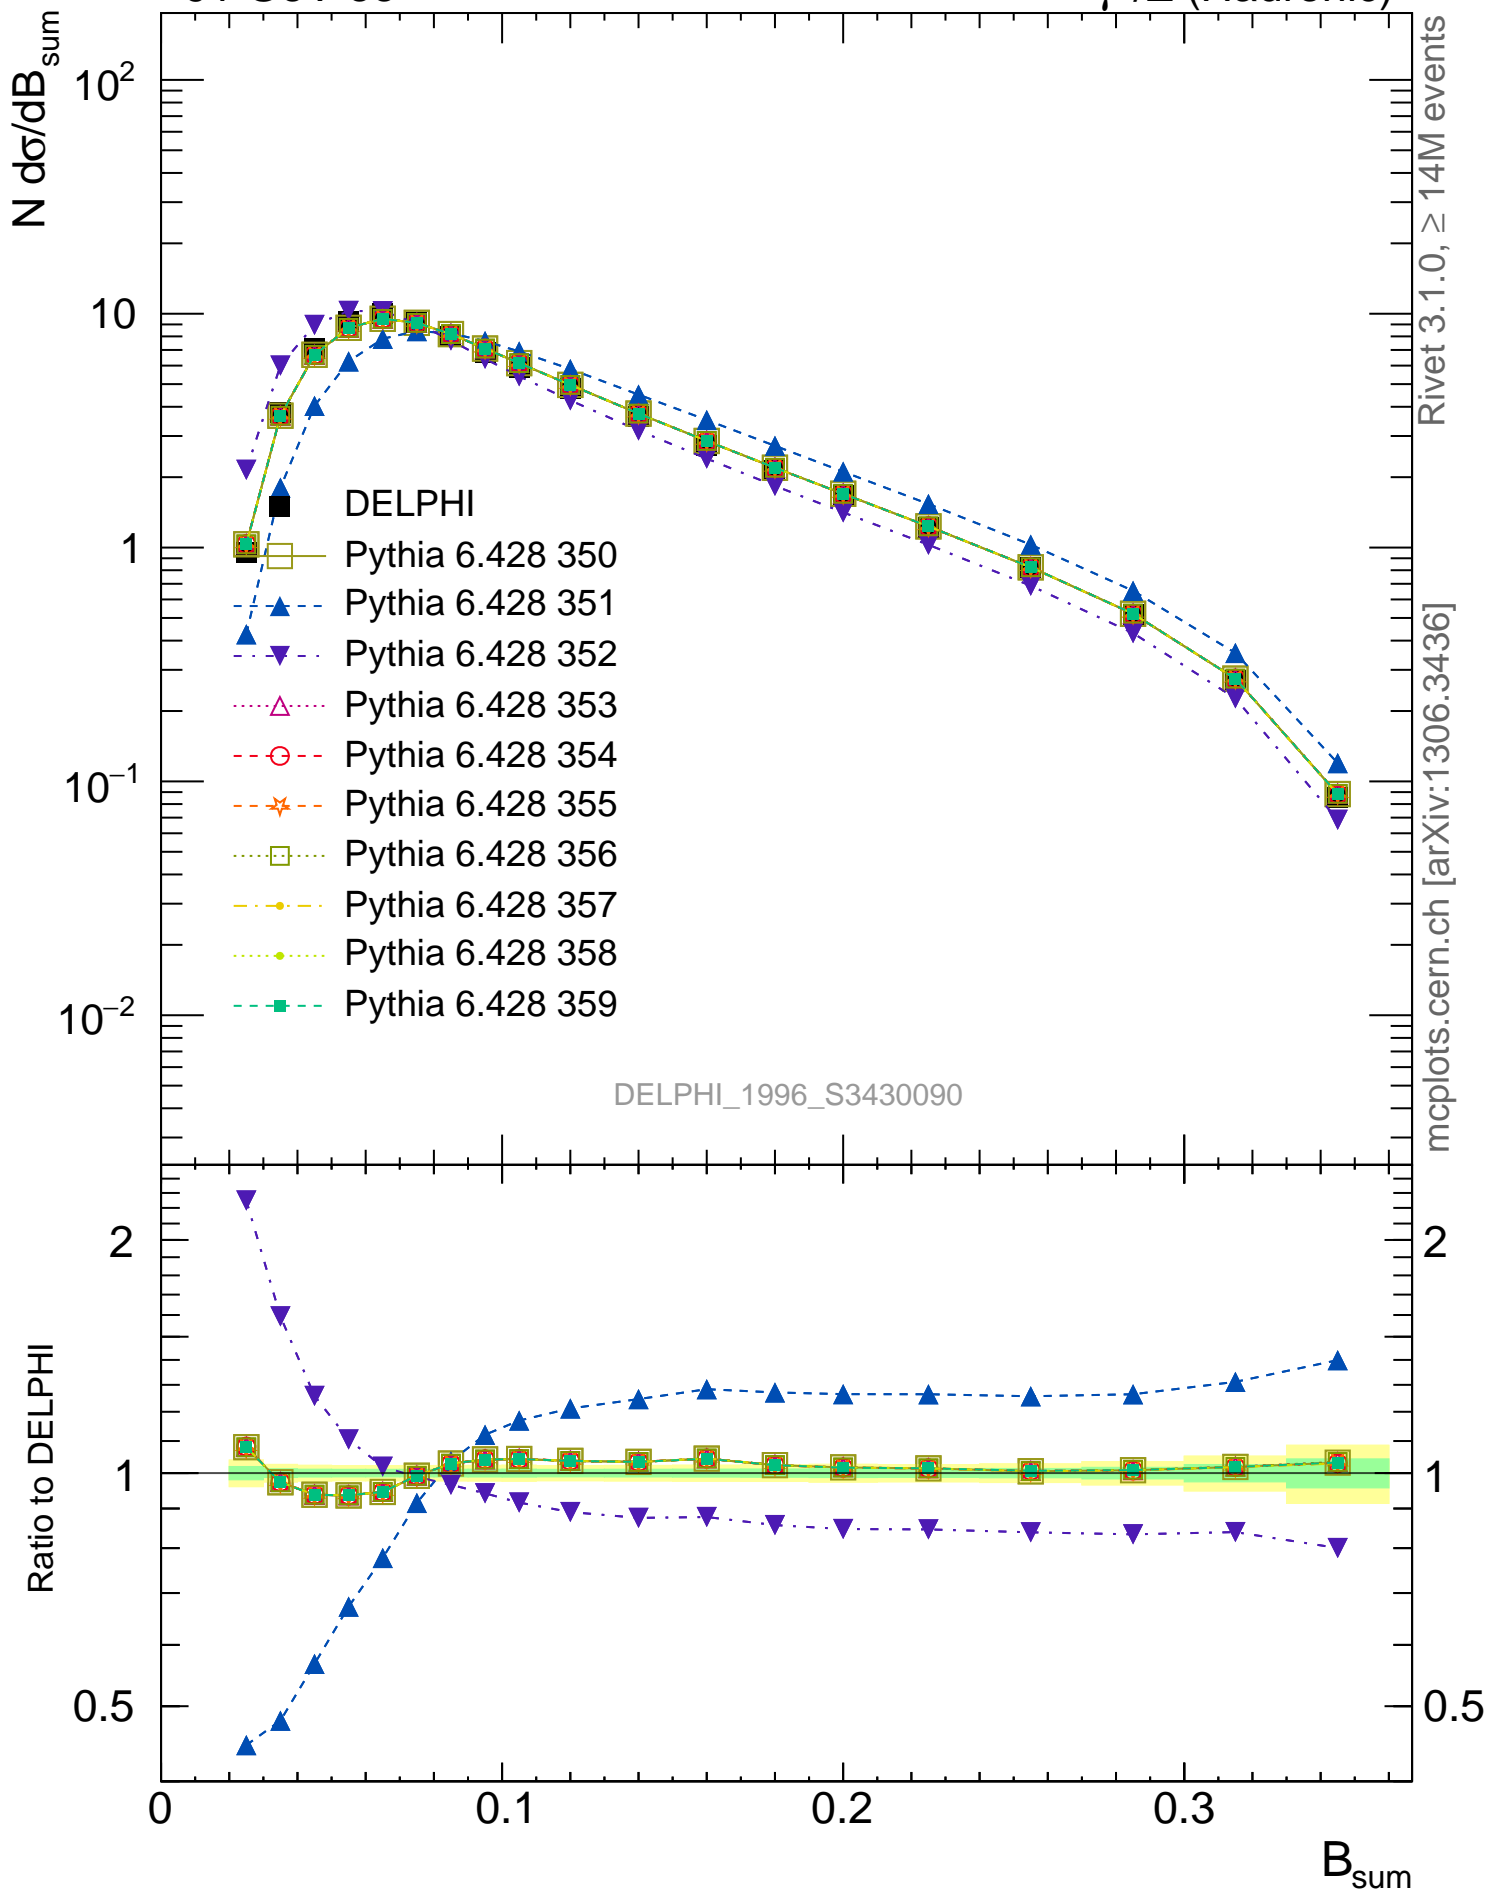 N dσ/dB_sum
10²
10
1
10⁻¹
10⁻²
DELPHI
Pythia 6.428 350
Pythia 6.428 351
Pythia 6.428 352
Pythia 6.428 353
Pythia 6.428 354
Pythia 6.428 355
Pythia 6.428 356
Pythia 6.428 357
Pythia 6.428 358
Pythia 6.428 359
DELPHI_1996_S3430090
Rivet 3.1.0, ≥ 14M events
mcplots.cern.ch [arXiv:1306.3436]
Ratio to DELPHI
2
1
0.5
2
1
0.5
0
0.1
0.2
0.3
B_sum